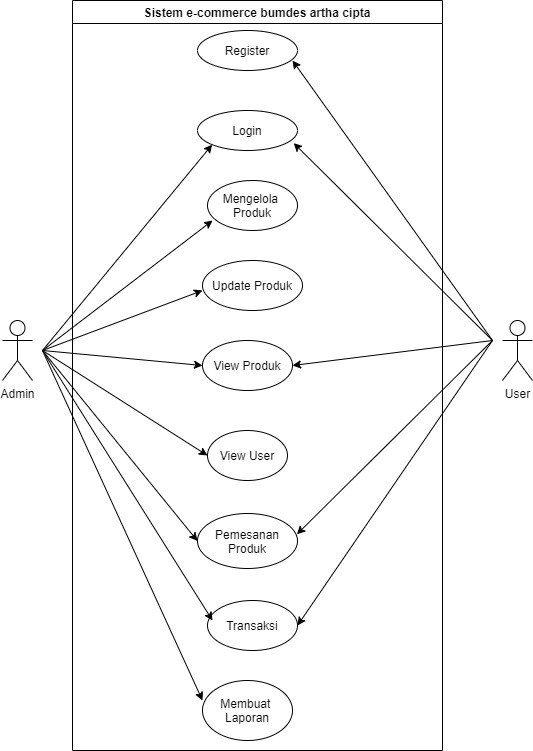 Sistem e-commerce bumdes artha cipta
Register
Login
Mengelola
Produk
Update Produk
View Produk
Admin
User
View User
Pemesanan
Produk
Transaksi
Membuat
Laporan